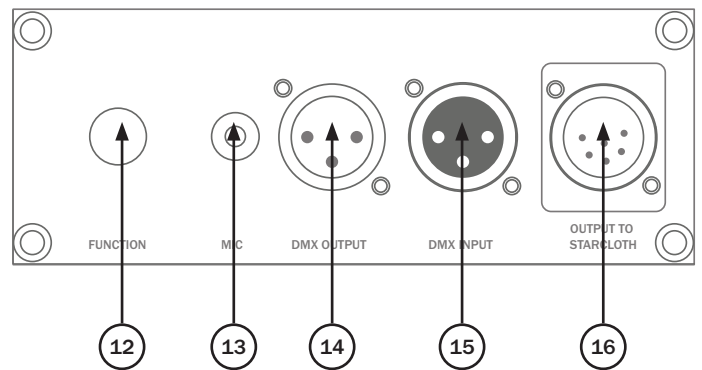 FUNCTION
MIC
DMX OUTPUT
DMX INPUT
OUTPUT TO
STARCLOTH
12
13
14
15
16